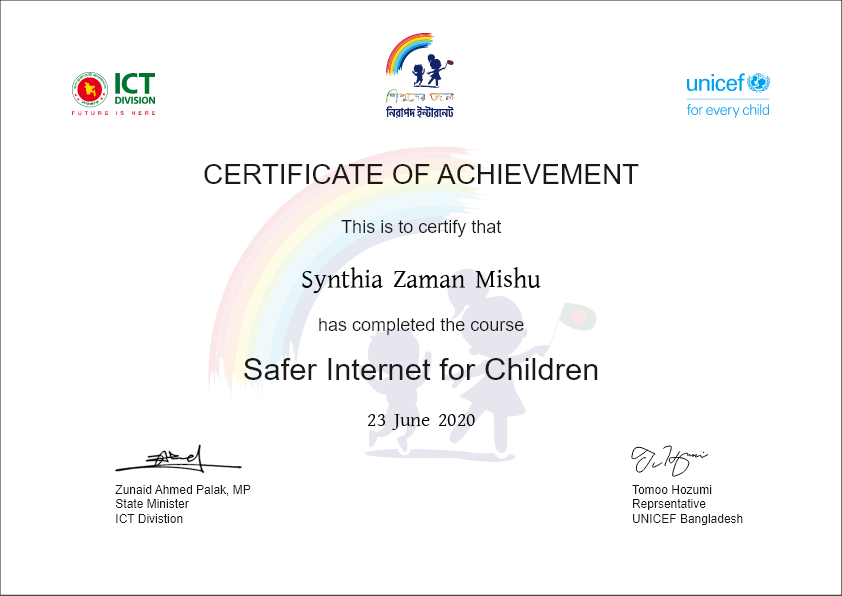 ICT
DIVISION
FUTURE IS HERE
শিশুদের জন্য
নিরাপদ ইন্টারনেট
unicef
for every child
CERTIFICATE OF ACHIEVEMENT
This is to certify that
Synthia Zaman Mishu
has completed the course
Safer Internet for Children
23 June 2020
Zunaid Ahmed Palak, MP
State Minister
ICT Divistion
Tomoo Hozumi
Reprsentative
UNICEF Bangladesh